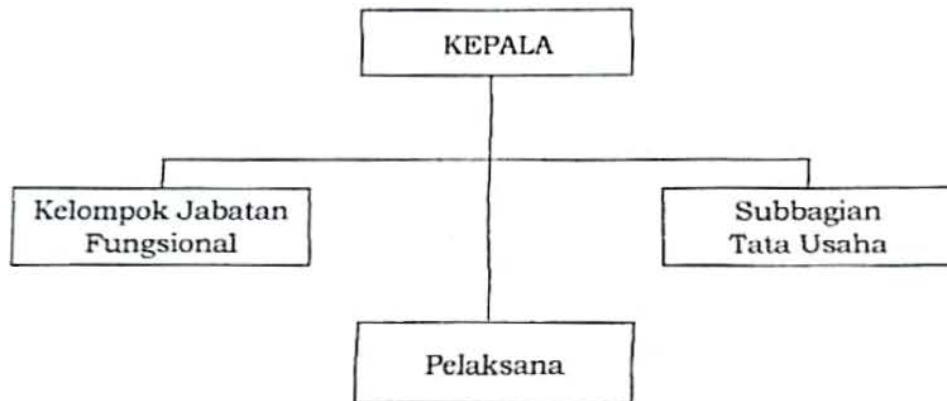 KEPALA
Kelompok Jabatan
Fungsional
Subbagian
Tata Usaha
Pelaksana